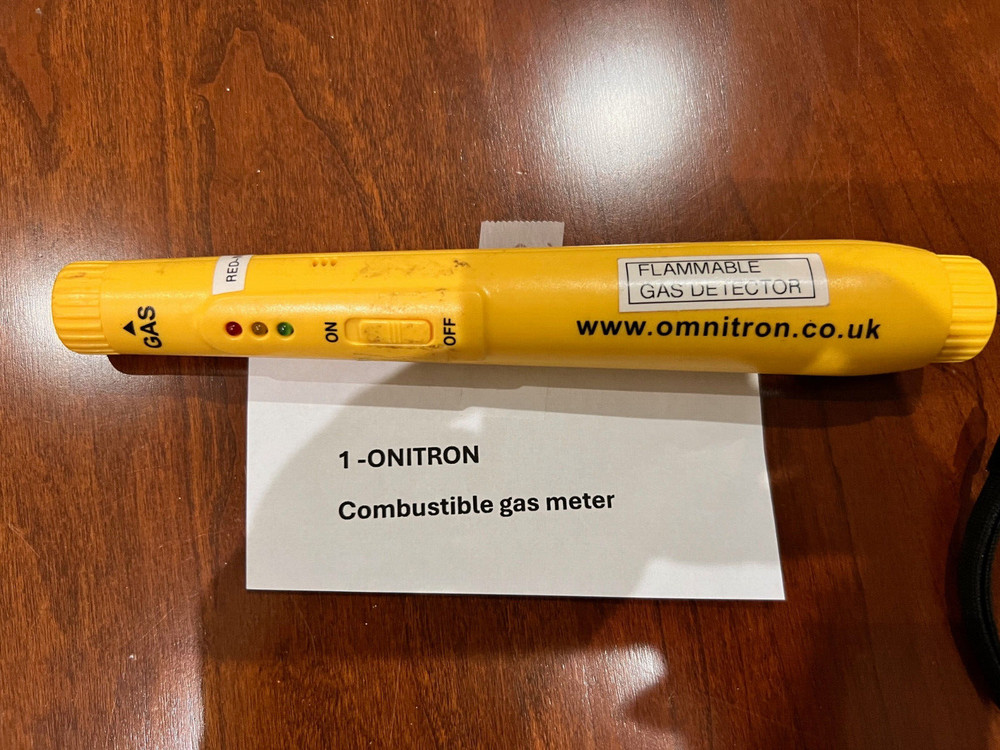 GAS
ON
OFF
FLAMMABLE
GAS DETECTOR
www.omnitron.co.uk
1 -ONITRON
Combustible gas meter